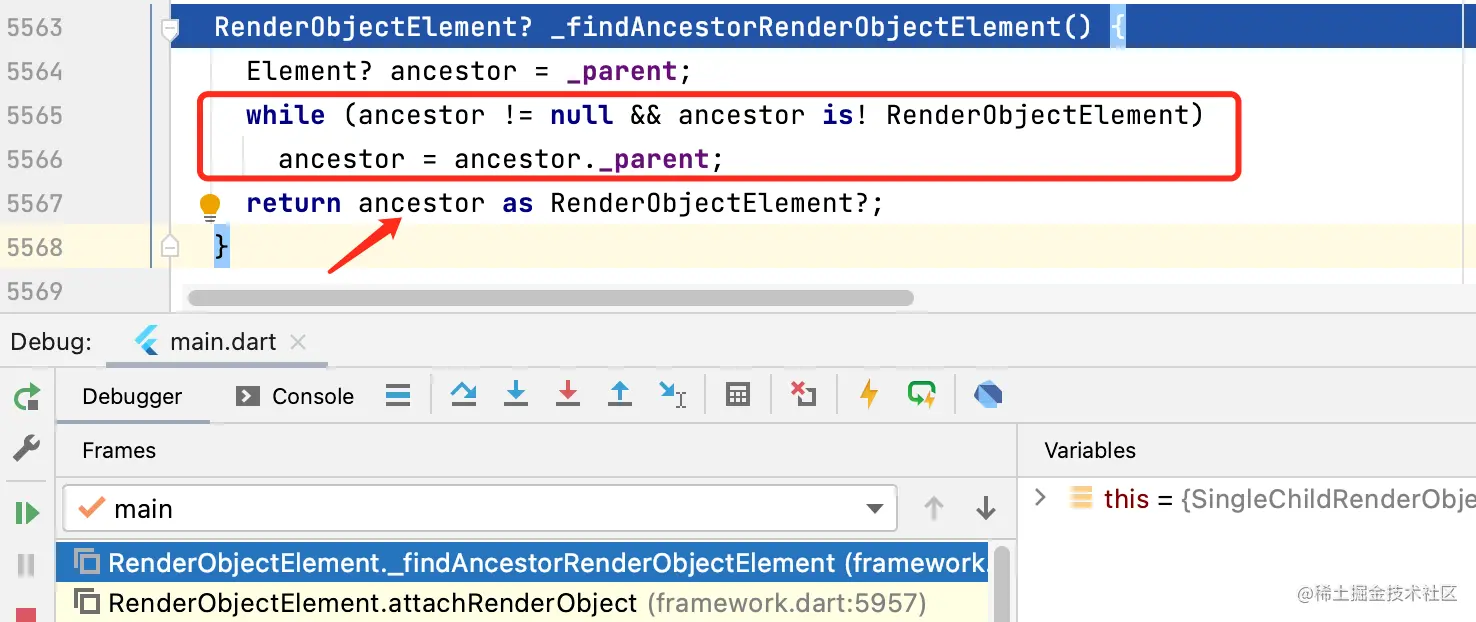 5563 RenderObjectElement? _findAncestorRenderObjectElement() {
5564 Element? ancestor = _parent;
5565 while (ancestor != null && ancestor is! RenderObjectElement)
5566 ancestor = ancestor._parent;
5567 return ancestor as RenderObjectElement?;
5568 }
5569
Debug: main.dart
Debugger Console
Frames
Variables
main
this = {SingleChildRenderObje
RenderObjectElement._findAncestorRenderObjectElement (framework.
RenderObjectElement.attachRenderObject (framework.dart:5957)
@稀土掘金技术社区